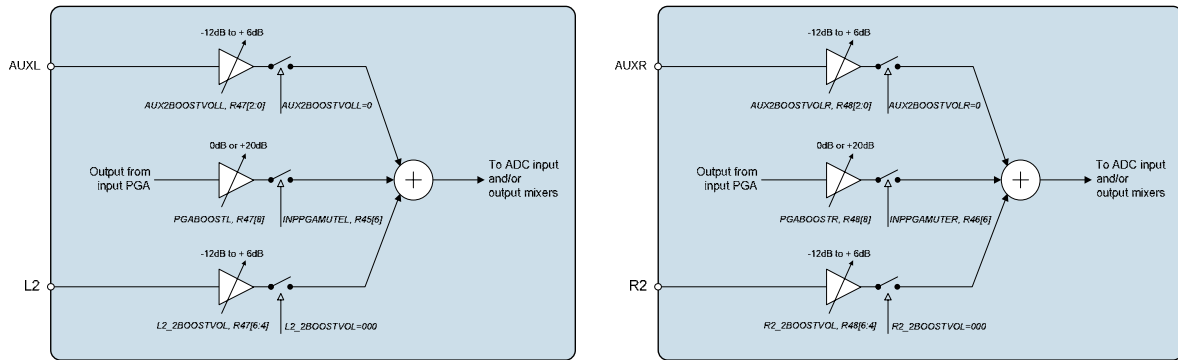 -12dB to + 6dB
AUXL
AUX2BOOSTVOLL, R47[2:0]
AUX2BOOSTVOLL=0
0dB or +20dB
Output from
input PGA
To ADC input
and/or
output mixers
PGABOOSTL, R47[8]
INPPGAMUTEL, R45[6]
-12dB to + 6dB
L2
L2_2BOOSTVOL, R47[6:4]
L2_2BOOSTVOL=000
-12dB to + 6dB
AUXR
AUX2BOOSTVOLR, R48[2:0]
AUX2BOOSTVOLR=0
0dB or +20dB
Output from
input PGA
To ADC input
and/or
output mixers
PGABOOSTR, R48[8]
INPPGAMUTER, R46[6]
-12dB to + 6dB
R2
R2_2BOOSTVOL, R48[6:4]
R2_2BOOSTVOL=000